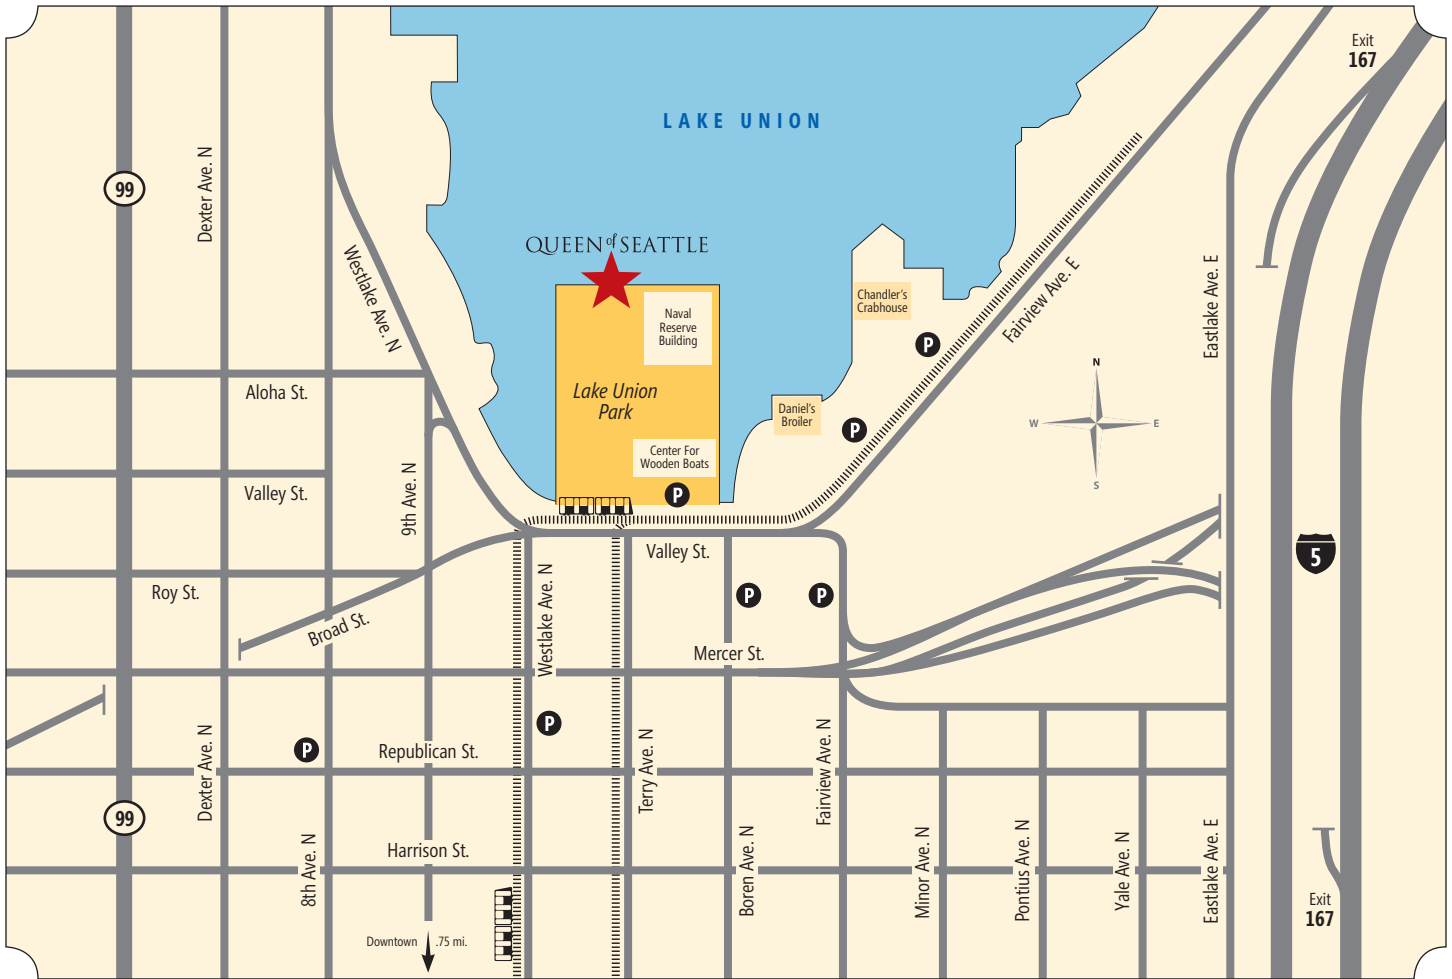 Exit
167
LAKE UNION
99
Dexter Ave. N
QUEEN of SEATTLE
Westlake Ave. N
Fairview Ave. E
Eastlake Ave. E
Chandler's
Crabhouse
Naval
Reserve
Building
P
N
W
E
S
Aloha St.
Lake Union
Park
Daniel's
Broiler
P
Center For
Wooden Boats
P
Valley St.
9th Ave. N
Valley St.
5
Roy St.
P
P
Broad St.
Westlake Ave. N
Mercer St.
P
P
Republican St.
Dexter Ave. N
Terry Ave. N
Fairview Ave. N
99
Harrison St.
8th Ave. N
Boren Ave. N
Minor Ave. N
Pontius Ave. N
Yale Ave. N
Eastlake Ave. E
Exit
167
Downtown .75 mi.